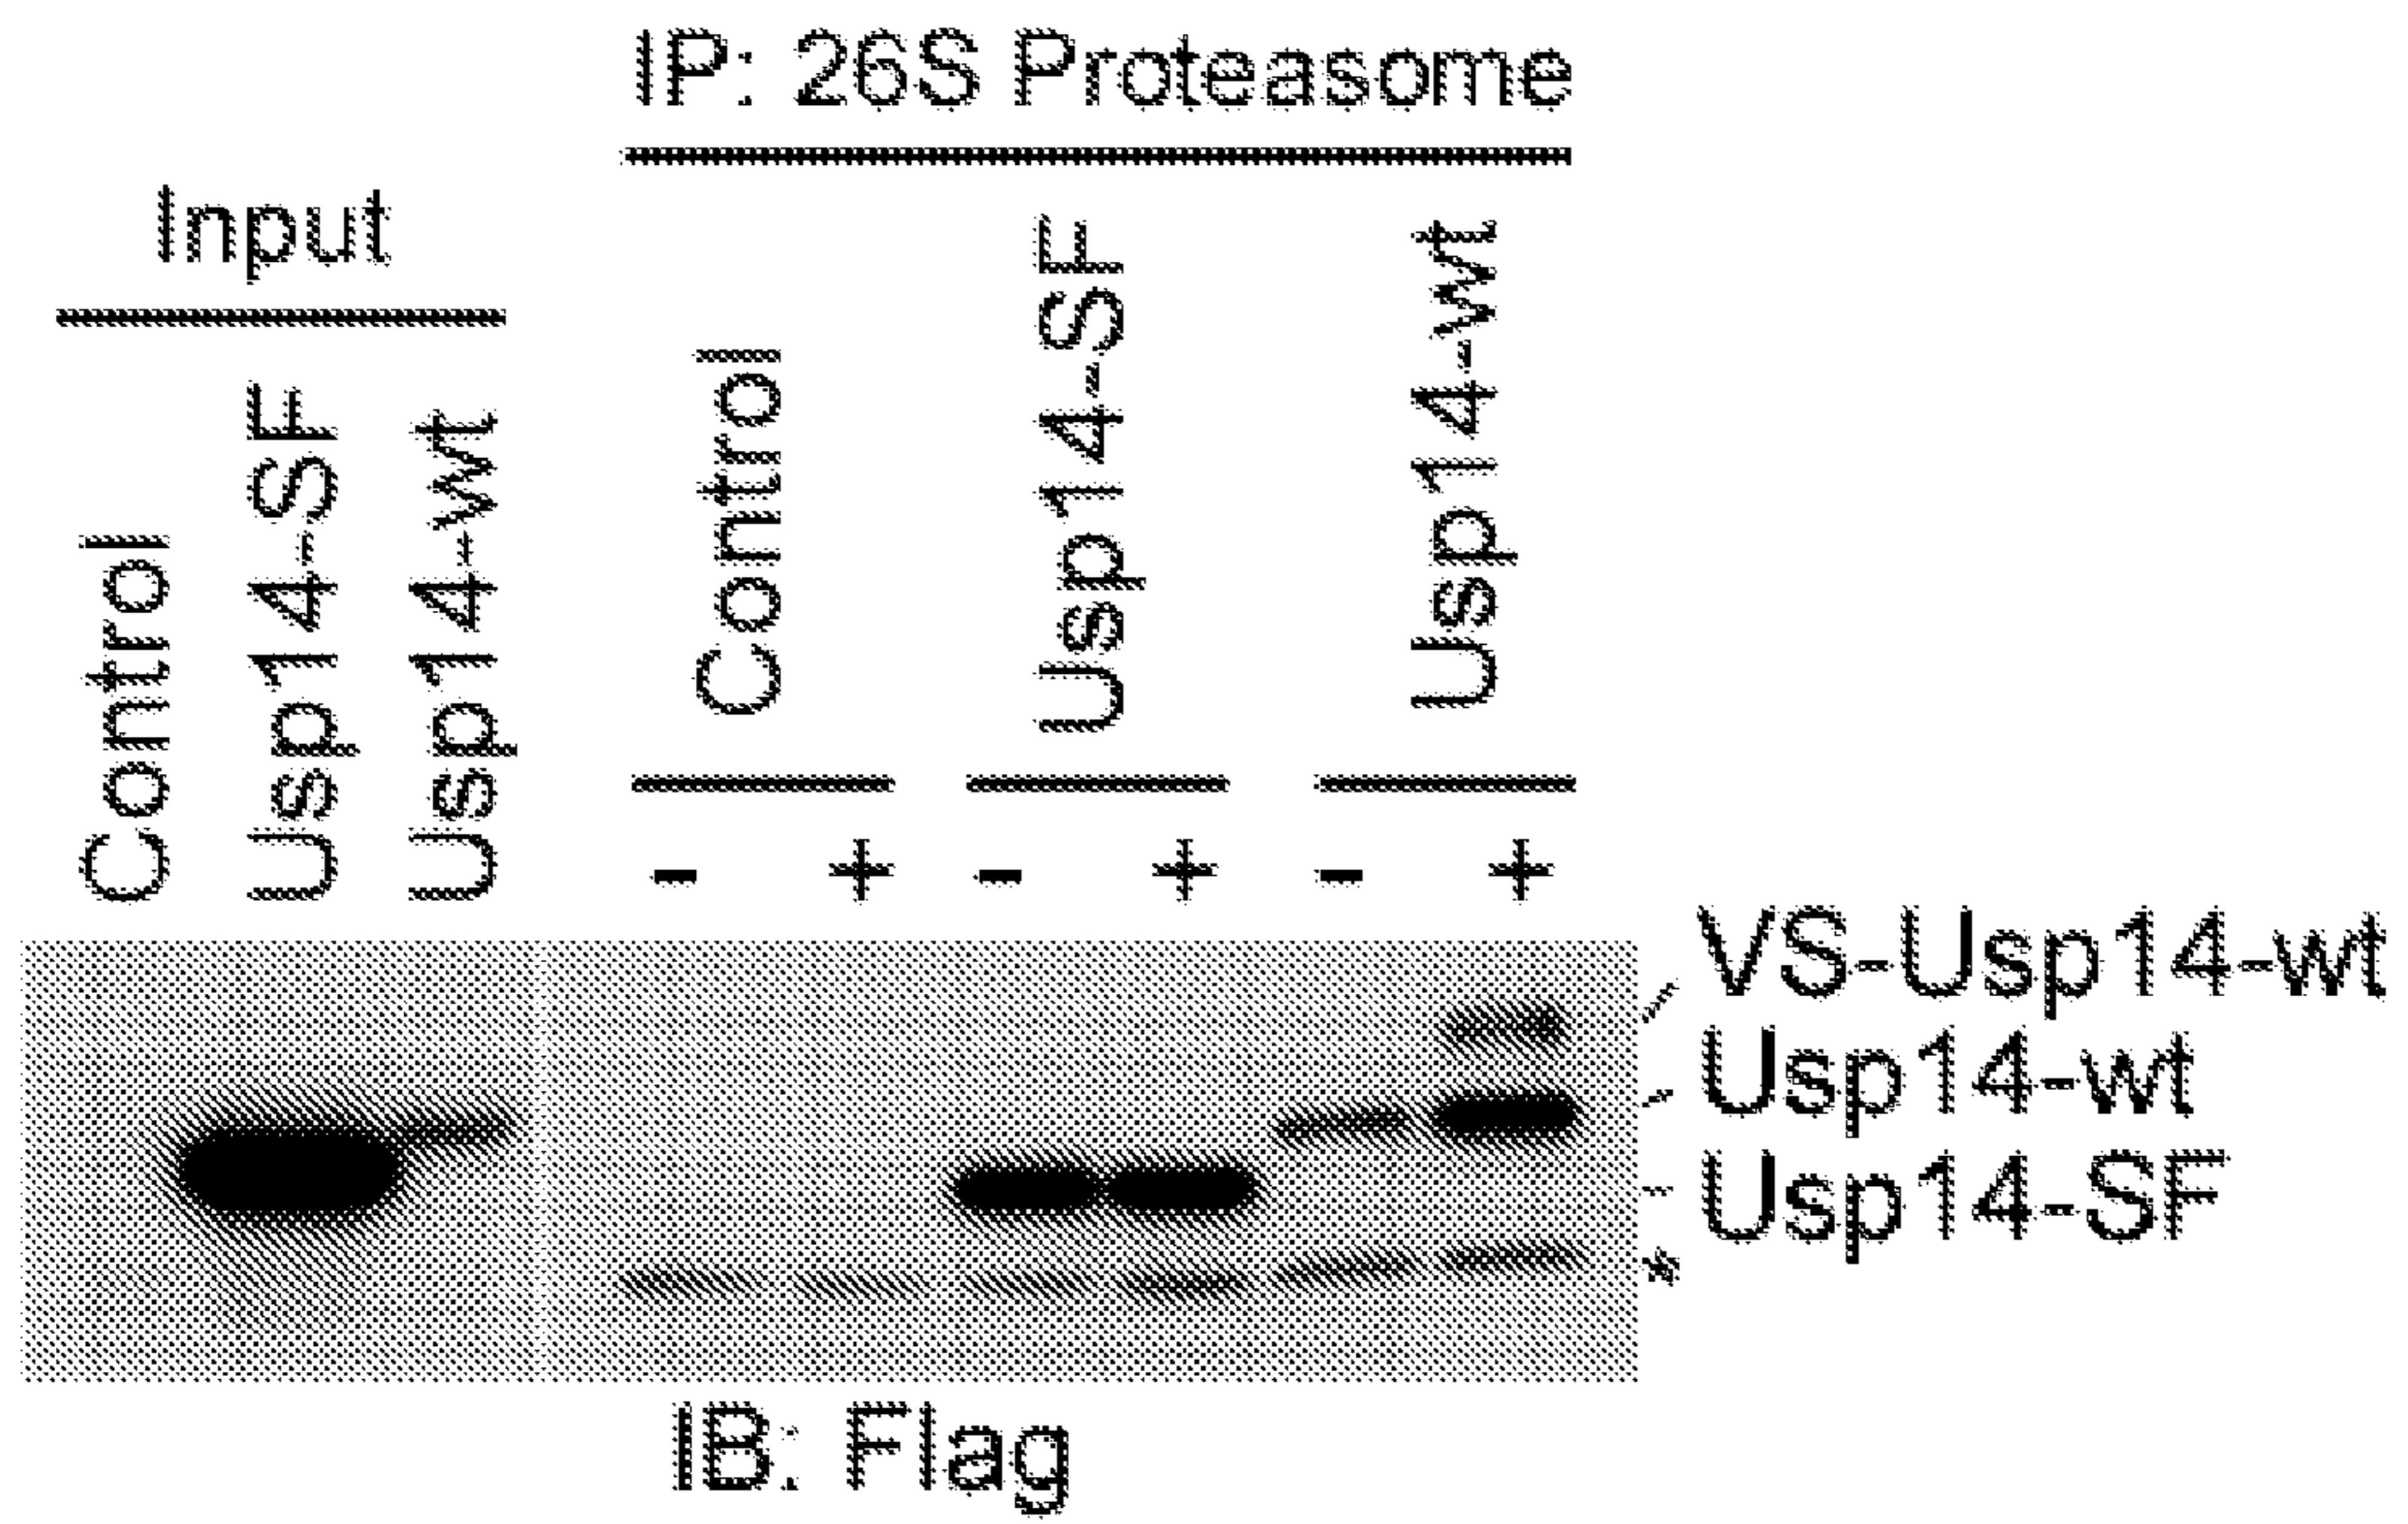 IP: 26S Proteasome
Input
Control
Usp14-SF
Usp14-wt
Control
Usp14-SF
Usp14-wt
- + - + - +
VS-Usp14-wt
Usp14-wt
Usp14-SF
*
IB: Flag